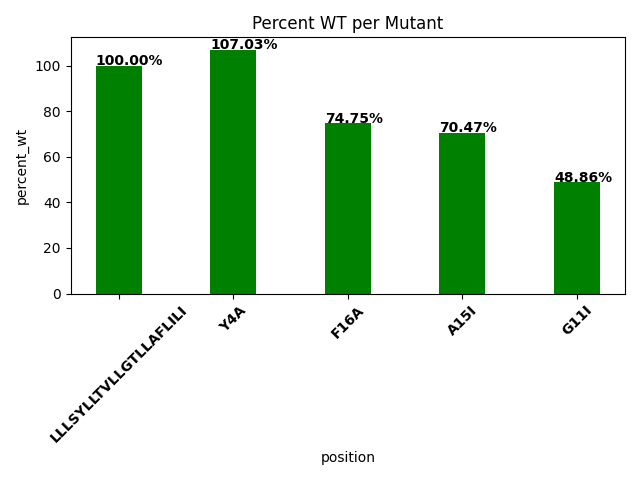 Percent WT per Mutant
percent_wt
100
80
60
40
20
0
100.00%
107.03%
74.75%
70.47%
48.86%
LLLSYLLTVLLGTLLAFLILI
Y4A
F16A
A15I
G11I
position